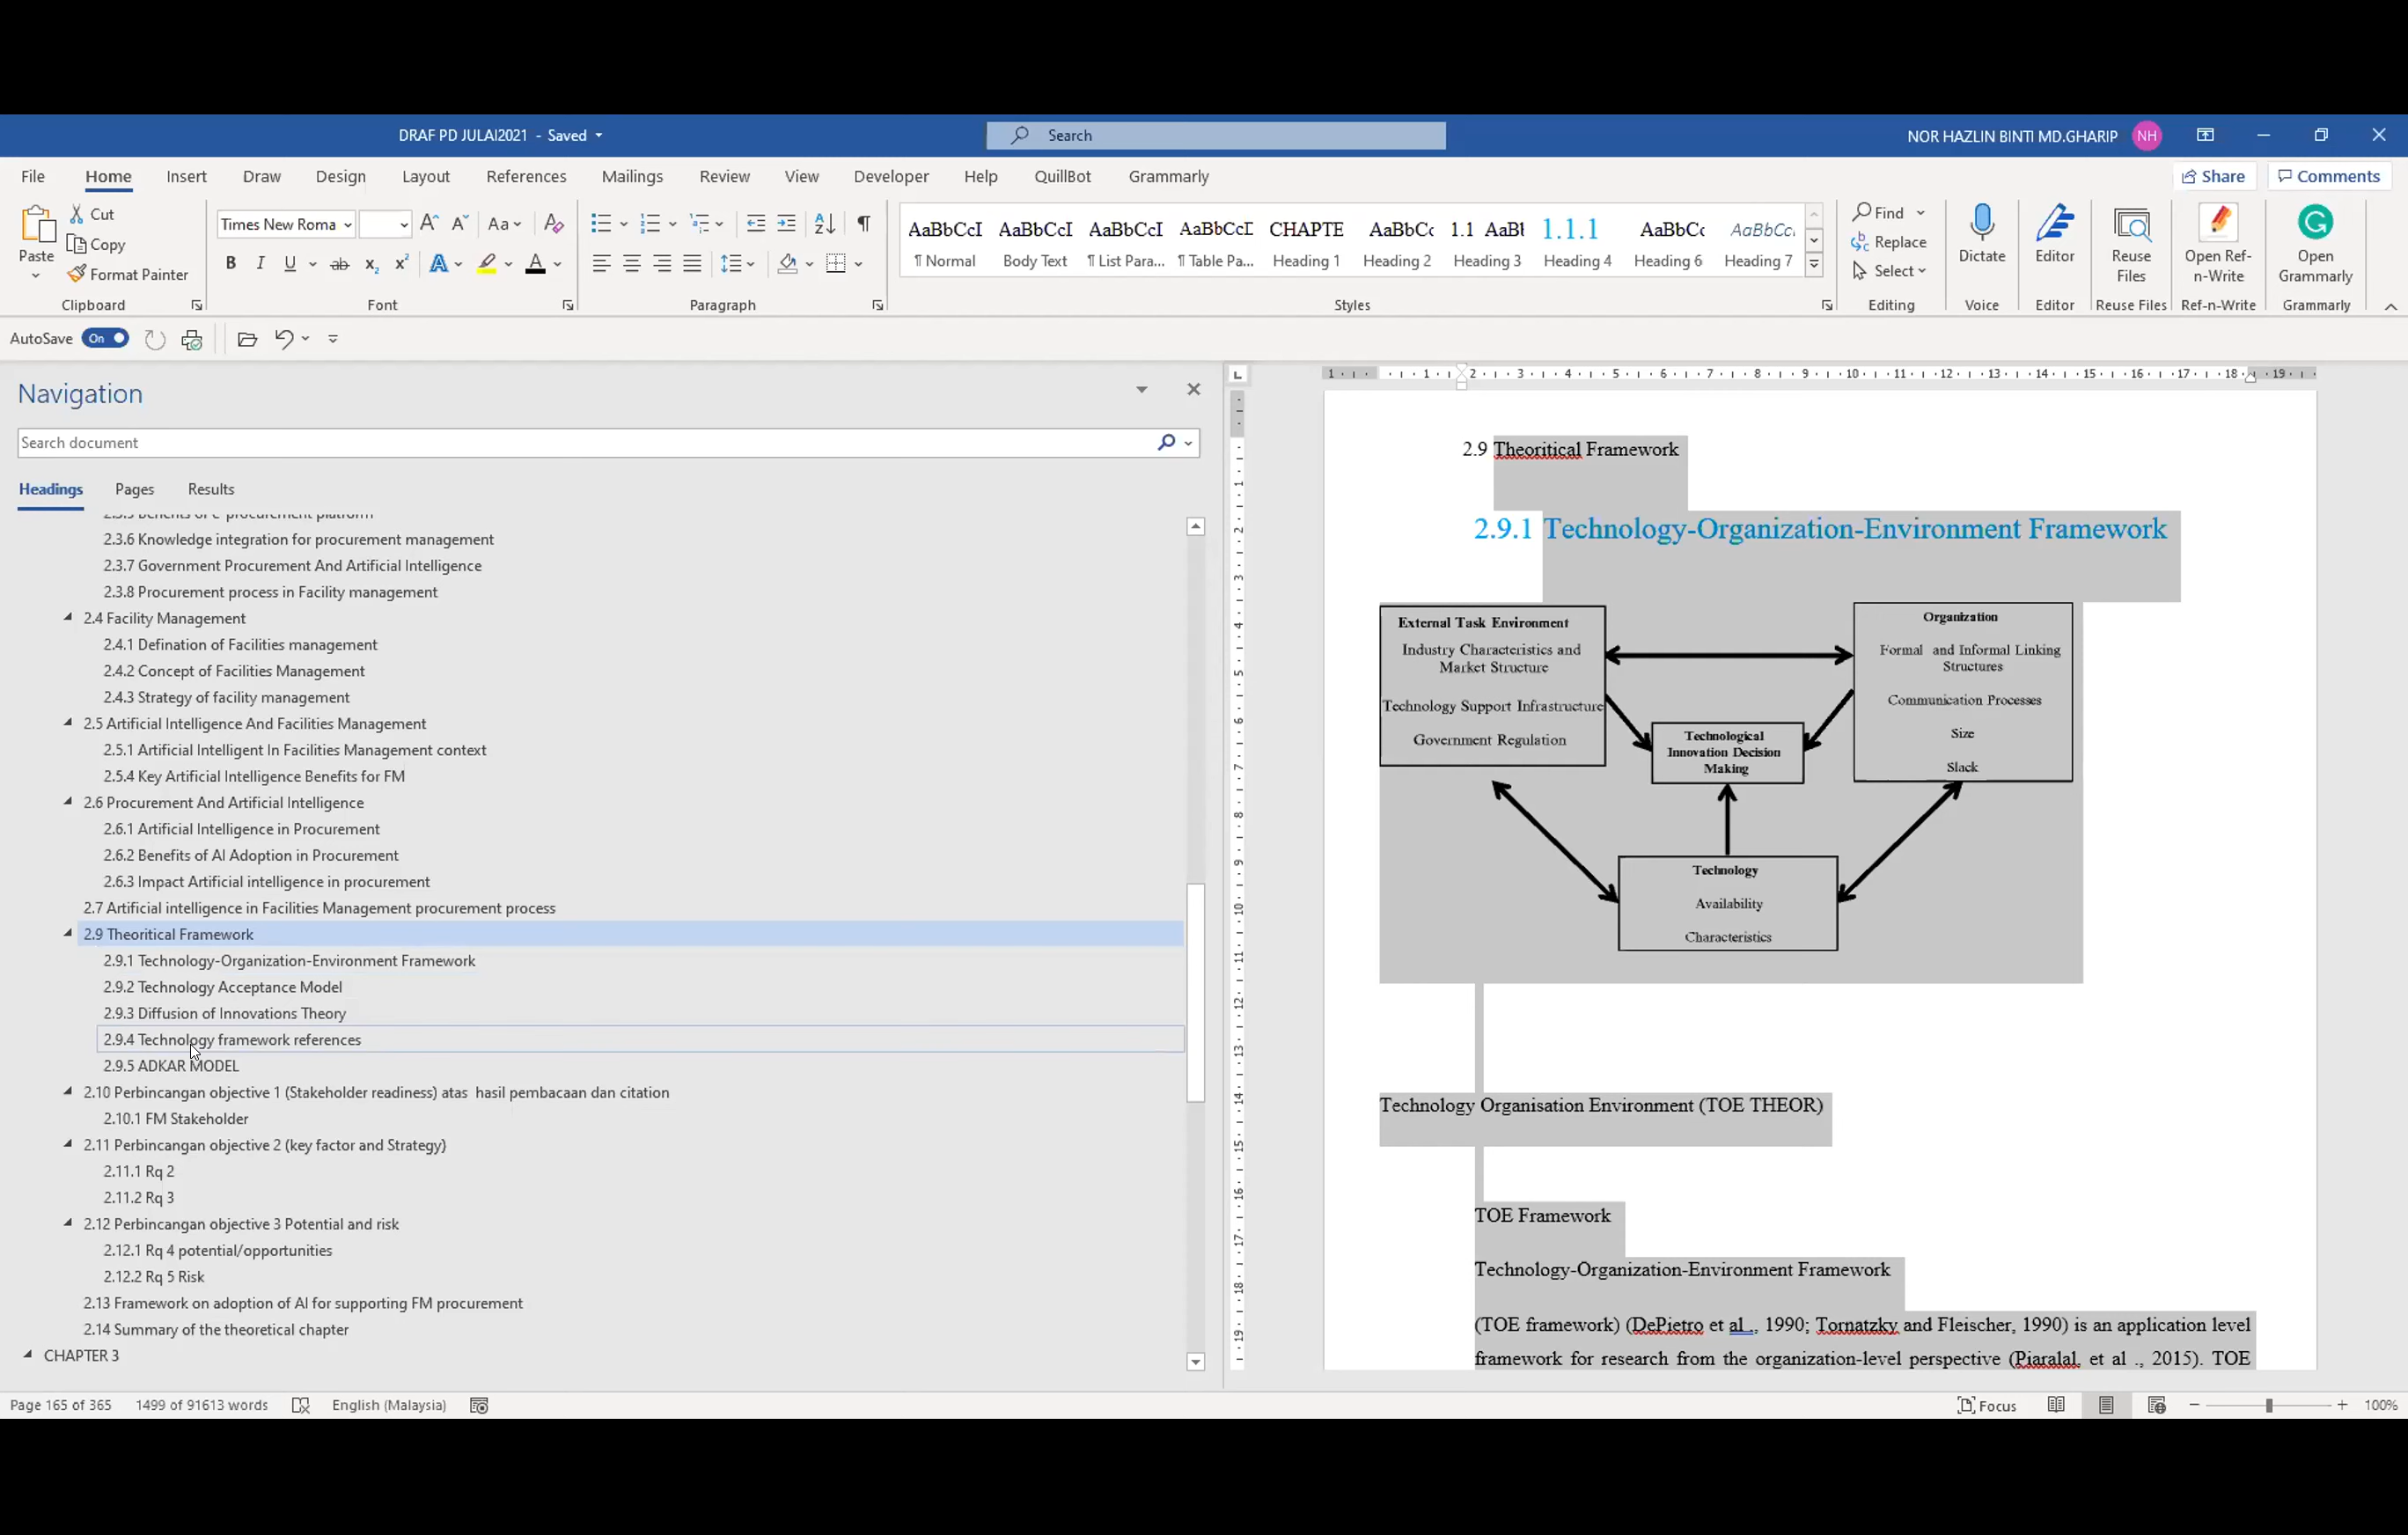 DRAF PD JULAI2021 - Saved
Search
NOR HAZLIN BINTI MD.GHARIP NH
File Home Insert Draw Design Layout References Mailings Review View Developer Help QuillBot Grammarly Share Comments
Paste Cut
Copy
Format Painter
Clipboard
Times New Roma
Font
Paragraph
AaBbCcI AaBbCcI AaBbCcI AaBbCcI CHAPTE AaBbCc 1.1 AaBb 1.1.1 AaBbCc AaBbCc
¶ Normal Body Text ¶ List Para... ¶ Table Pa... Heading 1 Heading 2 Heading 3 Heading 4 Heading 6 Heading 7
Styles
Find
Replace
Select
Editing
Dictate
Voice
Editor
Editor
Reuse Files
Reuse Files
Open Ref-n-Write
Ref-n-Write
Open Grammarly
Grammarly
AutoSave On
Navigation
Search document
Headings Pages Results
2.3.6 Knowledge integration for procurement management
2.3.7 Government Procurement And Artificial Intelligence
2.3.8 Procurement process in Facility management
2.4 Facility Management
2.4.1 Defination of Facilities management
2.4.2 Concept of Facilities Management
2.4.3 Strategy of facility management
2.5 Artificial Intelligence And Facilities Management
2.5.1 Artificial Intelligent In Facilities Management context
2.5.4 Key Artificial Intelligence Benefits for FM
2.6 Procurement And Artificial Intelligence
2.6.1 Artificial Intelligence in Procurement
2.6.2 Benefits of AI Adoption in Procurement
2.6.3 Impact Artificial intelligence in procurement
2.7 Artificial intelligence in Facilities Management procurement process
2.9 Theoritical Framework
2.9.1 Technology-Organization-Environment Framework
2.9.2 Technology Acceptance Model
2.9.3 Diffusion of Innovations Theory
2.9.4 Technology framework references
2.9.5 ADKAR MODEL
2.10 Perbincangan objective 1 (Stakeholder readiness) atas hasil pembacaan dan citation
2.10.1 FM Stakeholder
2.11 Perbincangan objective 2 (key factor and Strategy)
2.11.1 Rq 2
2.11.2 Rq 3
2.12 Perbincangan objective 3 Potential and risk
2.12.1 Rq 4 potential/opportunities
2.12.2 Rq 5 Risk
2.13 Framework on adoption of AI for supporting FM procurement
2.14 Summary of the theoretical chapter
CHAPTER 3
2.9 Theoritical Framework
2.9.1 Technology-Organization-Environment Framework
External Task Environment
Industry Characteristics and
Market Structure
Technology Support Infrastructure
Government Regulation
Organization
Formal and Informal Linking
Structures
Communication Processes
Size
Slack
Technological
Innovation Decision
Making
Technology
Availability
Characteristics
Technology Organisation Environment (TOE THEOR)
TOE Framework
Technology-Organization-Environment Framework
(TOE framework) (DePietro et al ., 1990; Tornatzky and Fleischer, 1990) is an application level
framework for research from the organization-level perspective (Piaralal, et al ., 2015). TOE
Page 165 of 365 1499 of 91613 words English (Malaysia) Focus 100%